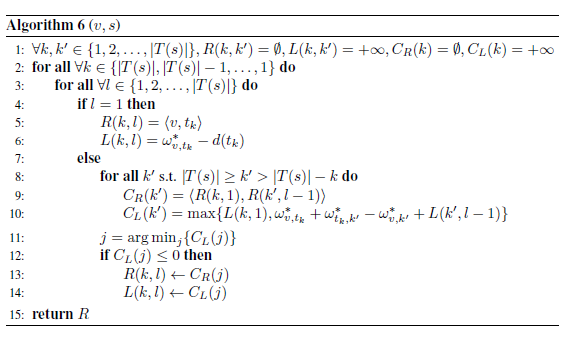 Algorithm 6 (v, s)
1: ∀k, k′ ∈ {1, 2, . . . , |T(s)|}, R(k, k′) = ∅, L(k, k′) = +∞, C_R(k) = ∅, C_L(k) = +∞
2: for all ∀k ∈ {|T(s)|, |T(s)| − 1, . . . , 1} do
3: for all ∀l ∈ {1, 2, . . . , |T(s)|} do
4: if l = 1 then
5: R(k, l) = ⟨v, t_k⟩
6: L(k, l) = ω*_{v,t_k} − d(t_k)
7: else
8: for all k′ s.t. |T(s)| ≥ k′ > |T(s)| − k do
9: C_R(k′) = ⟨R(k, 1), R(k′, l − 1)⟩
10: C_L(k′) = max{L(k, 1), ω*_{v,t_k} + ω*_{t_k,k′} − ω*_{v,k′} + L(k′, l − 1)}
11: j = arg min_j{C_L(j)}
12: if C_L(j) ≤ 0 then
13: R(k, l) ← C_R(j)
14: L(k, l) ← C_L(j)
15: return R